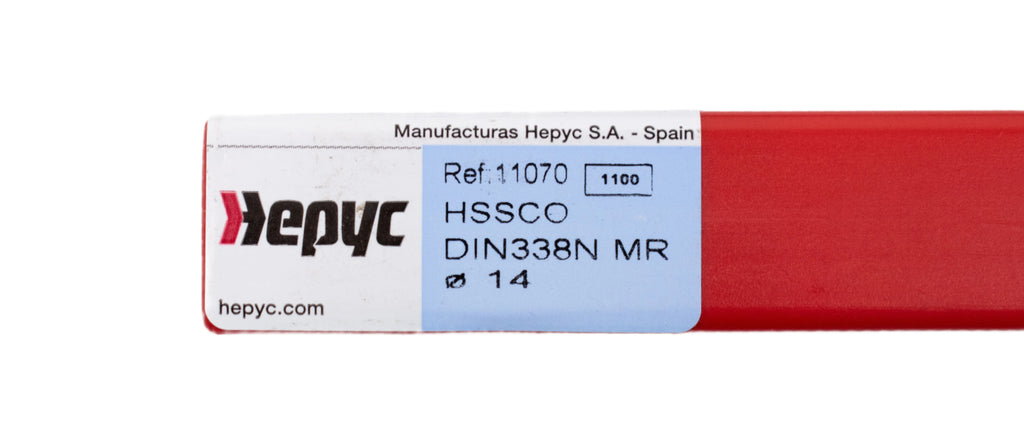 Manufacturas Hepyc S.A. - Spain
Hepyc
hepyc.com
Ref:11070 1100
HSSCO
DIN338N MR
ø 14